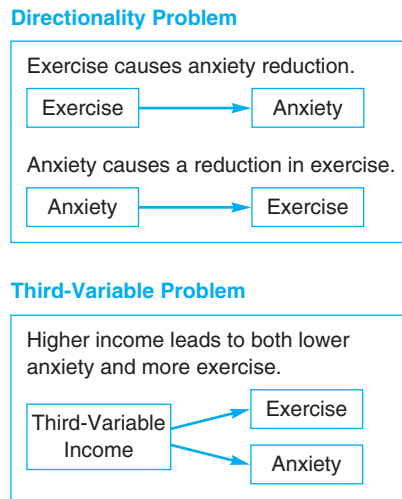 Directionality Problem
Exercise causes anxiety reduction.
Exercise
Anxiety
Anxiety causes a reduction in exercise.
Anxiety
Exercise
Third-Variable Problem
Higher income leads to both lower
anxiety and more exercise.
Third-Variable
Income
Exercise
Anxiety